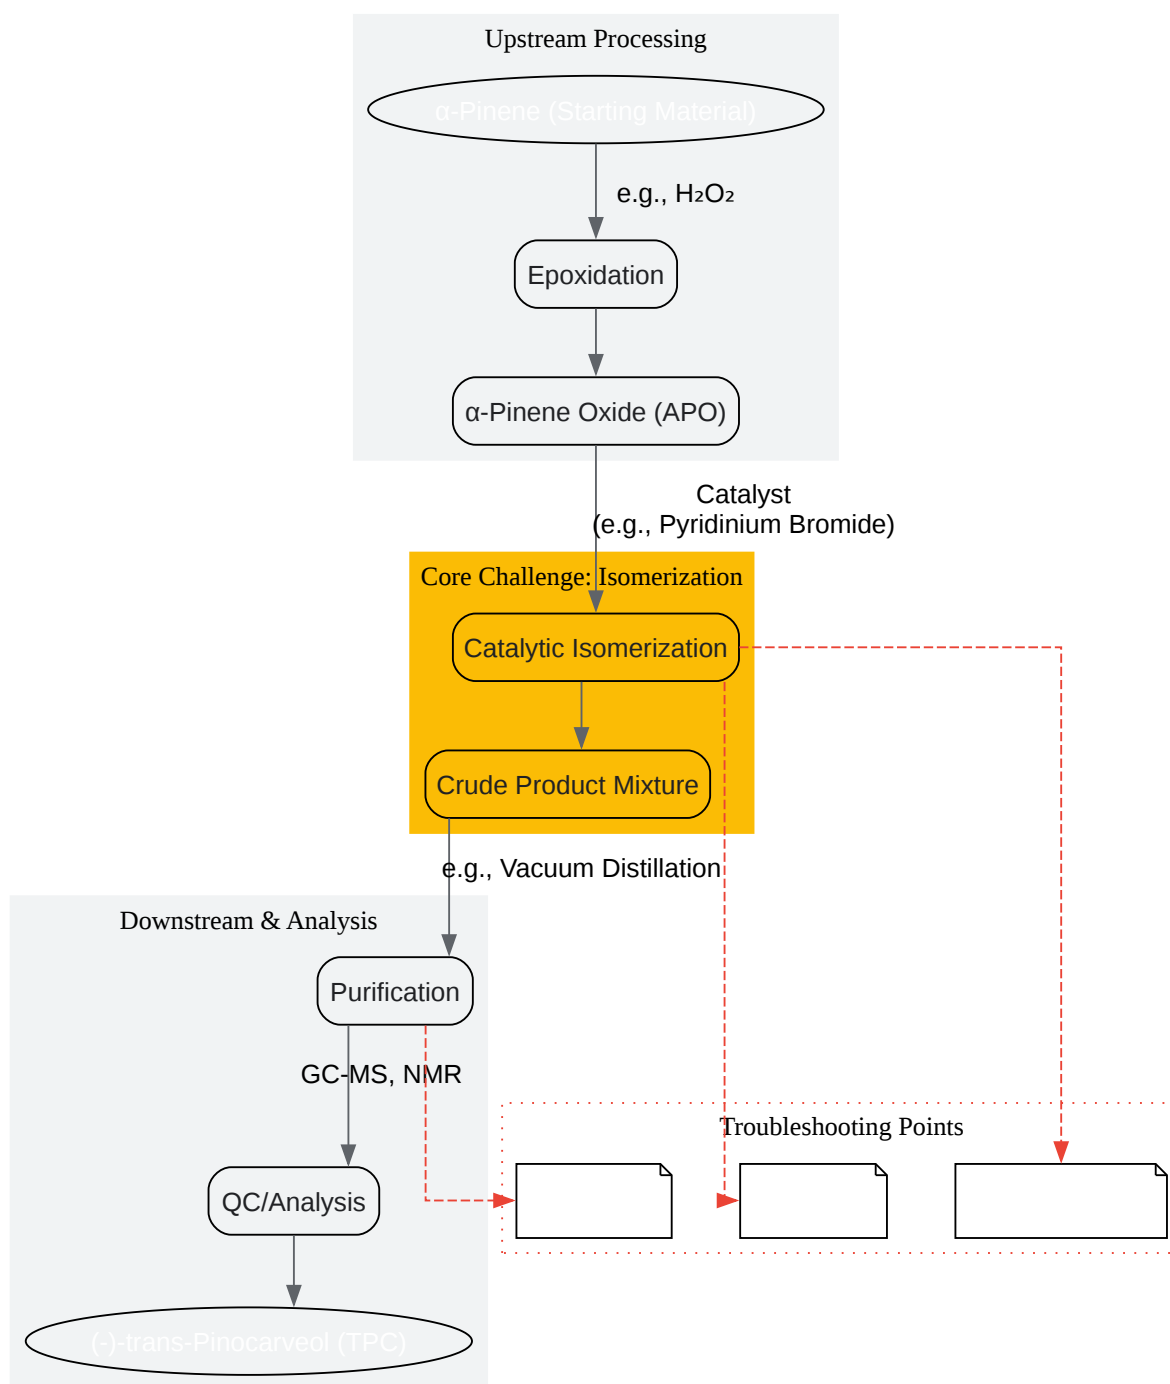 Upstream Processing
α-Pinene (Starting Material)
e.g., H₂O₂
Epoxidation
α-Pinene Oxide (APO)
Catalyst
(e.g., Pyridinium Bromide)
Core Challenge: Isomerization
Catalytic Isomerization
Crude Product Mixture
e.g., Vacuum Distillation
Downstream & Analysis
Purification
GC-MS, NMR
Troubleshooting Points
QC/Analysis
(-)-trans-Pinocarveol (TPC)